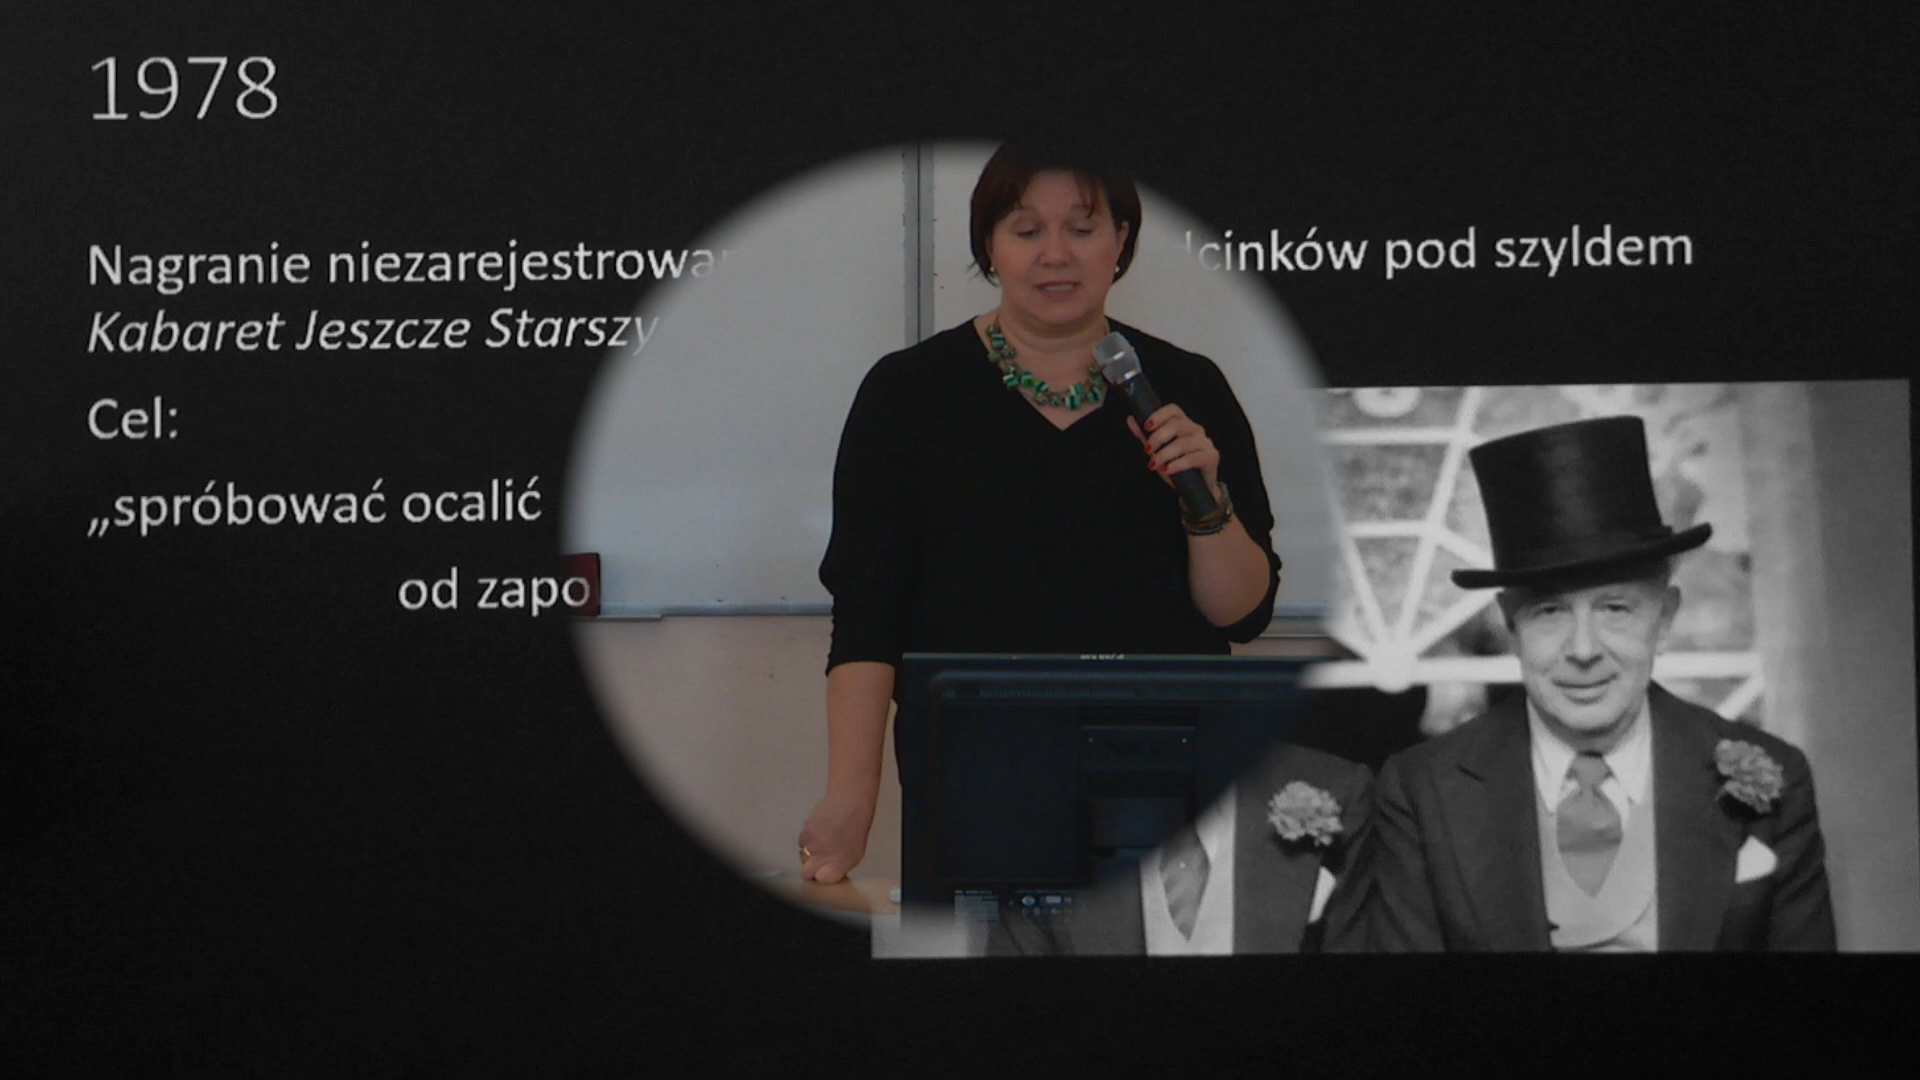 1978
Nagranie niezarejestrowa cinków pod szyldem
Kabaret Jeszcze Starszy
Cel:
„spróbować ocalić
od zapo